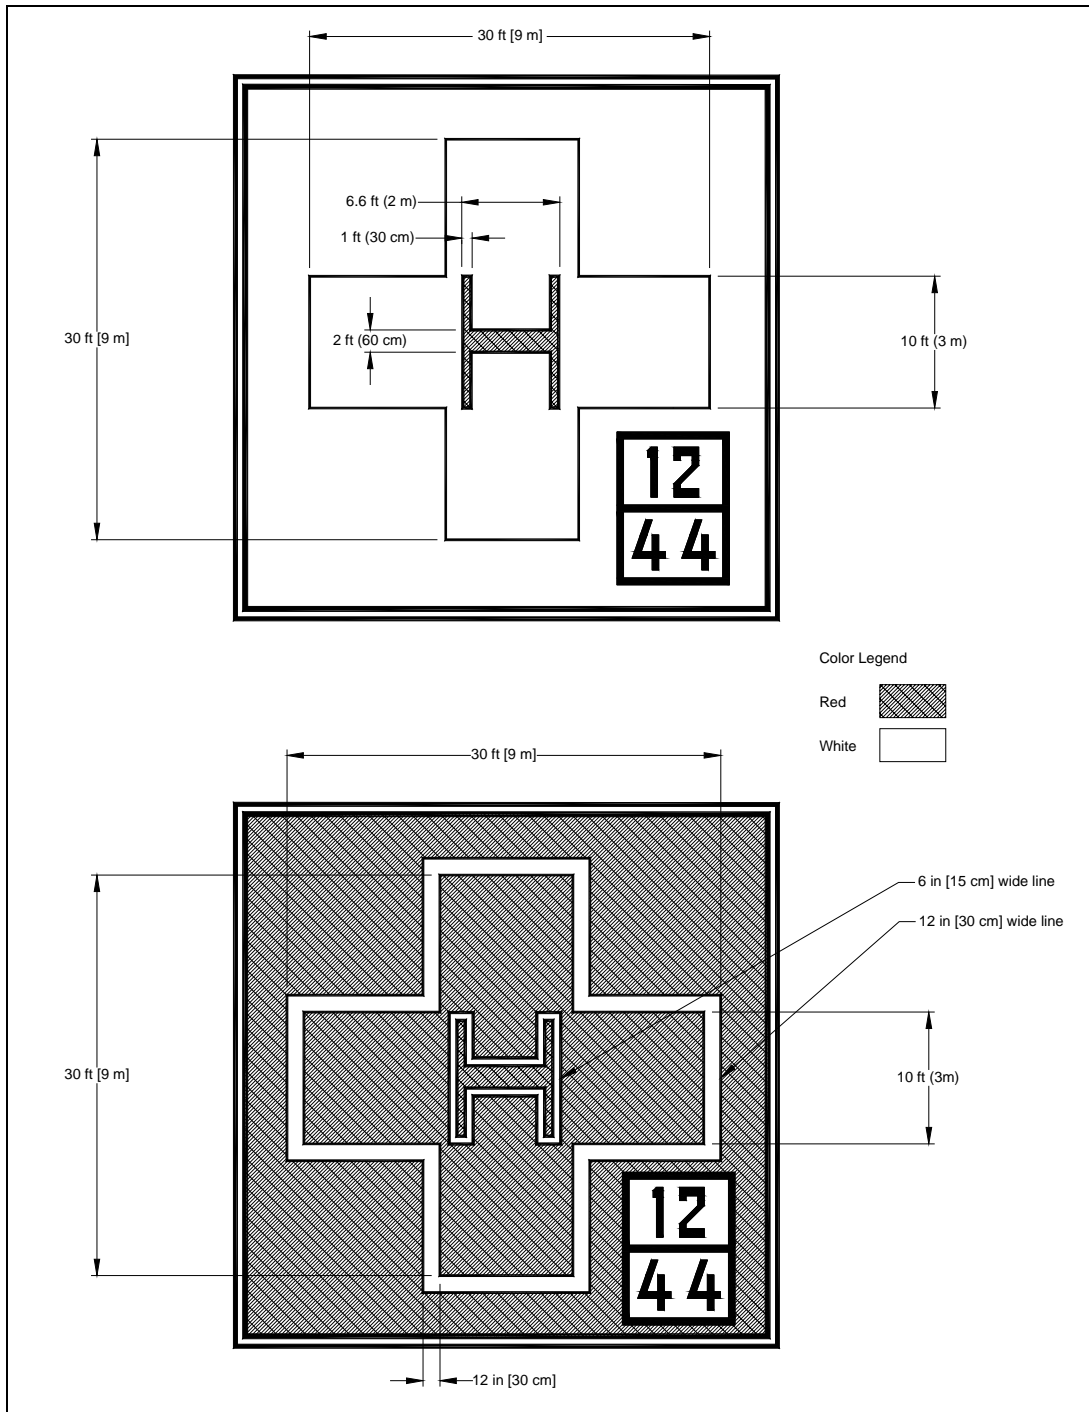 30 ft [9 m]
6.6 ft (2 m)
1 ft (30 cm)
30 ft [9 m]
2 ft (60 cm)
10 ft (3 m)
H
12
44
Color Legend
Red
White
30 ft [9 m]
6 in [15 cm] wide line
12 in [30 cm] wide line
30 ft [9 m]
H
10 ft (3m)
12
44
12 in [30 cm]